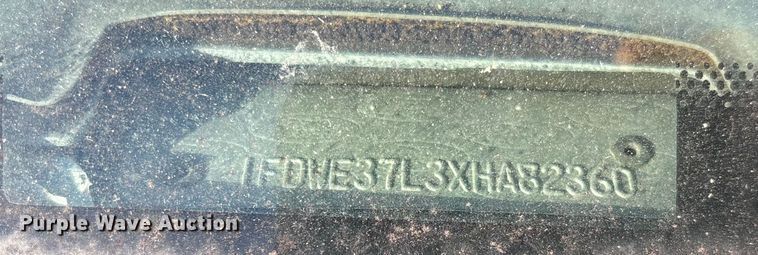 1FDWE37L3XHA82360
Purple Wave Auction